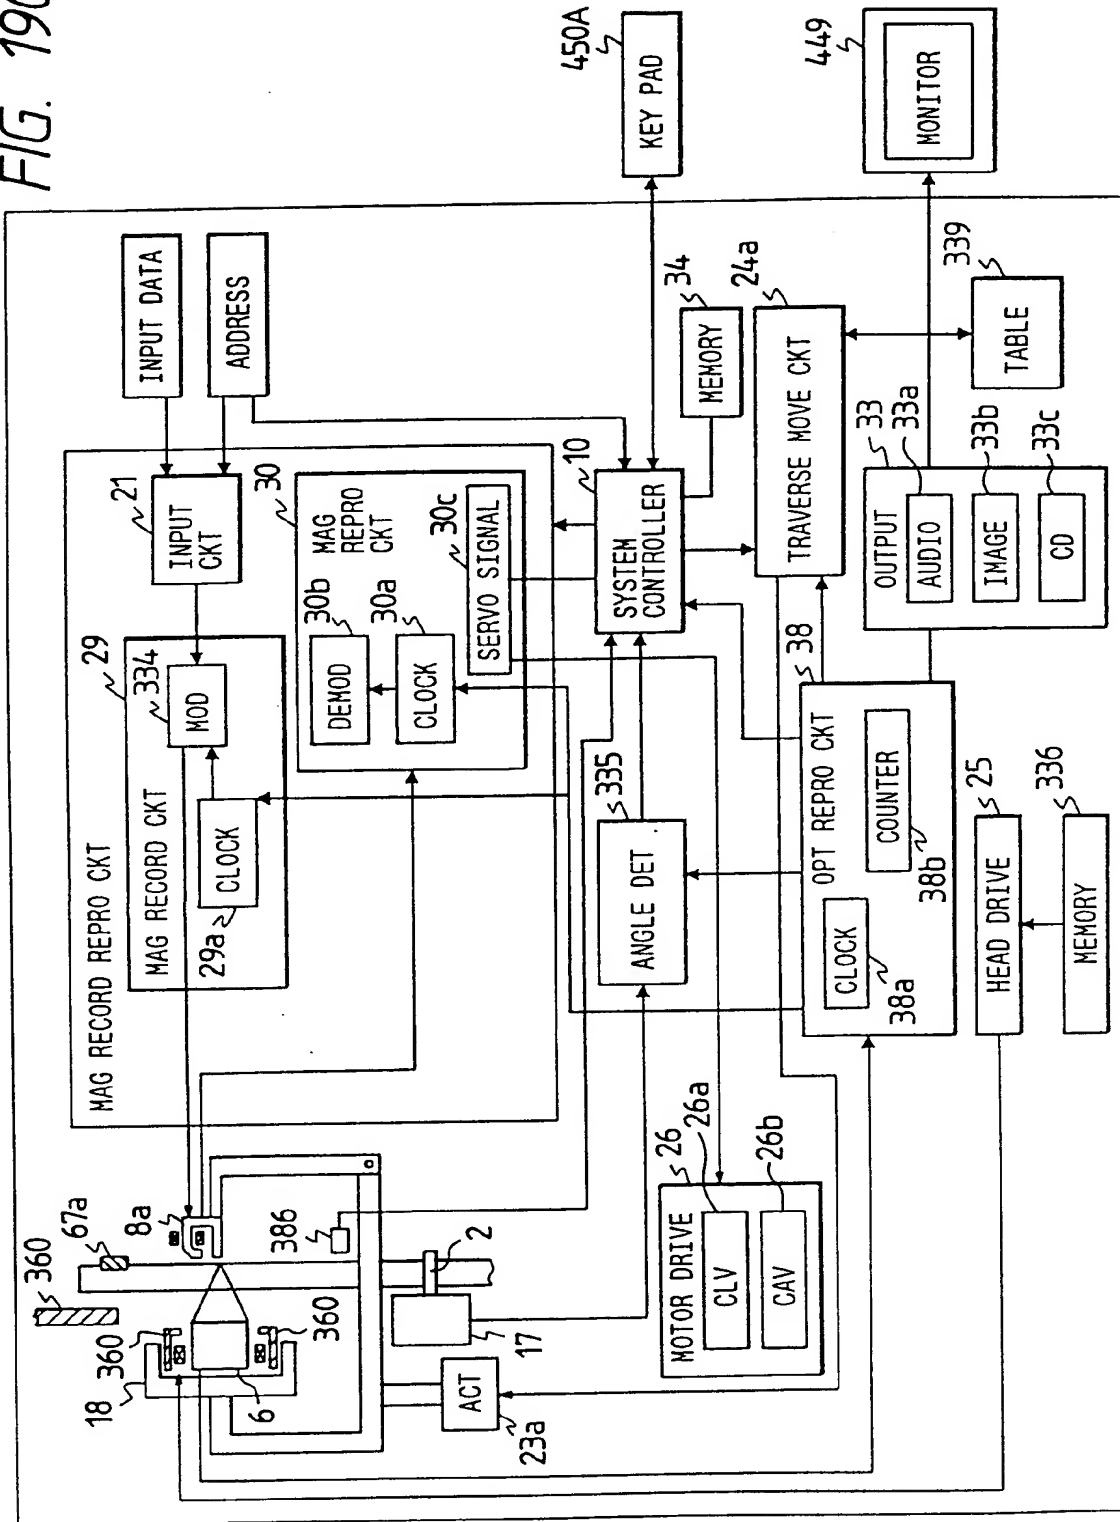 FIG. 190
450A
KEY PAD
449
MONITOR
INPUT DATA
ADDRESS
MAG RECORD REPRO CKT
21
INPUT CKT
29
MAG RECORD CKT
334
MOD
CLOCK
29a
30
MAG REPRO CKT
30b
DEMOD
30a
CLOCK
30c
SERVO SIGNAL
10
SYSTEM CONTROLLER
34
MEMORY
24a
TRAVERSE MOVE CKT
339
TABLE
33
OUTPUT
33a
AUDIO
33b
IMAGE
33c
CD
335
ANGLE DET
38
OPT REPRO CKT
CLOCK
38a
COUNTER
38b
25
HEAD DRIVE
336
MEMORY
26
MOTOR DRIVE
26a
CLV
26b
CAV
360
67a
8a
386
2
17
18
360
360
6
ACT
23a